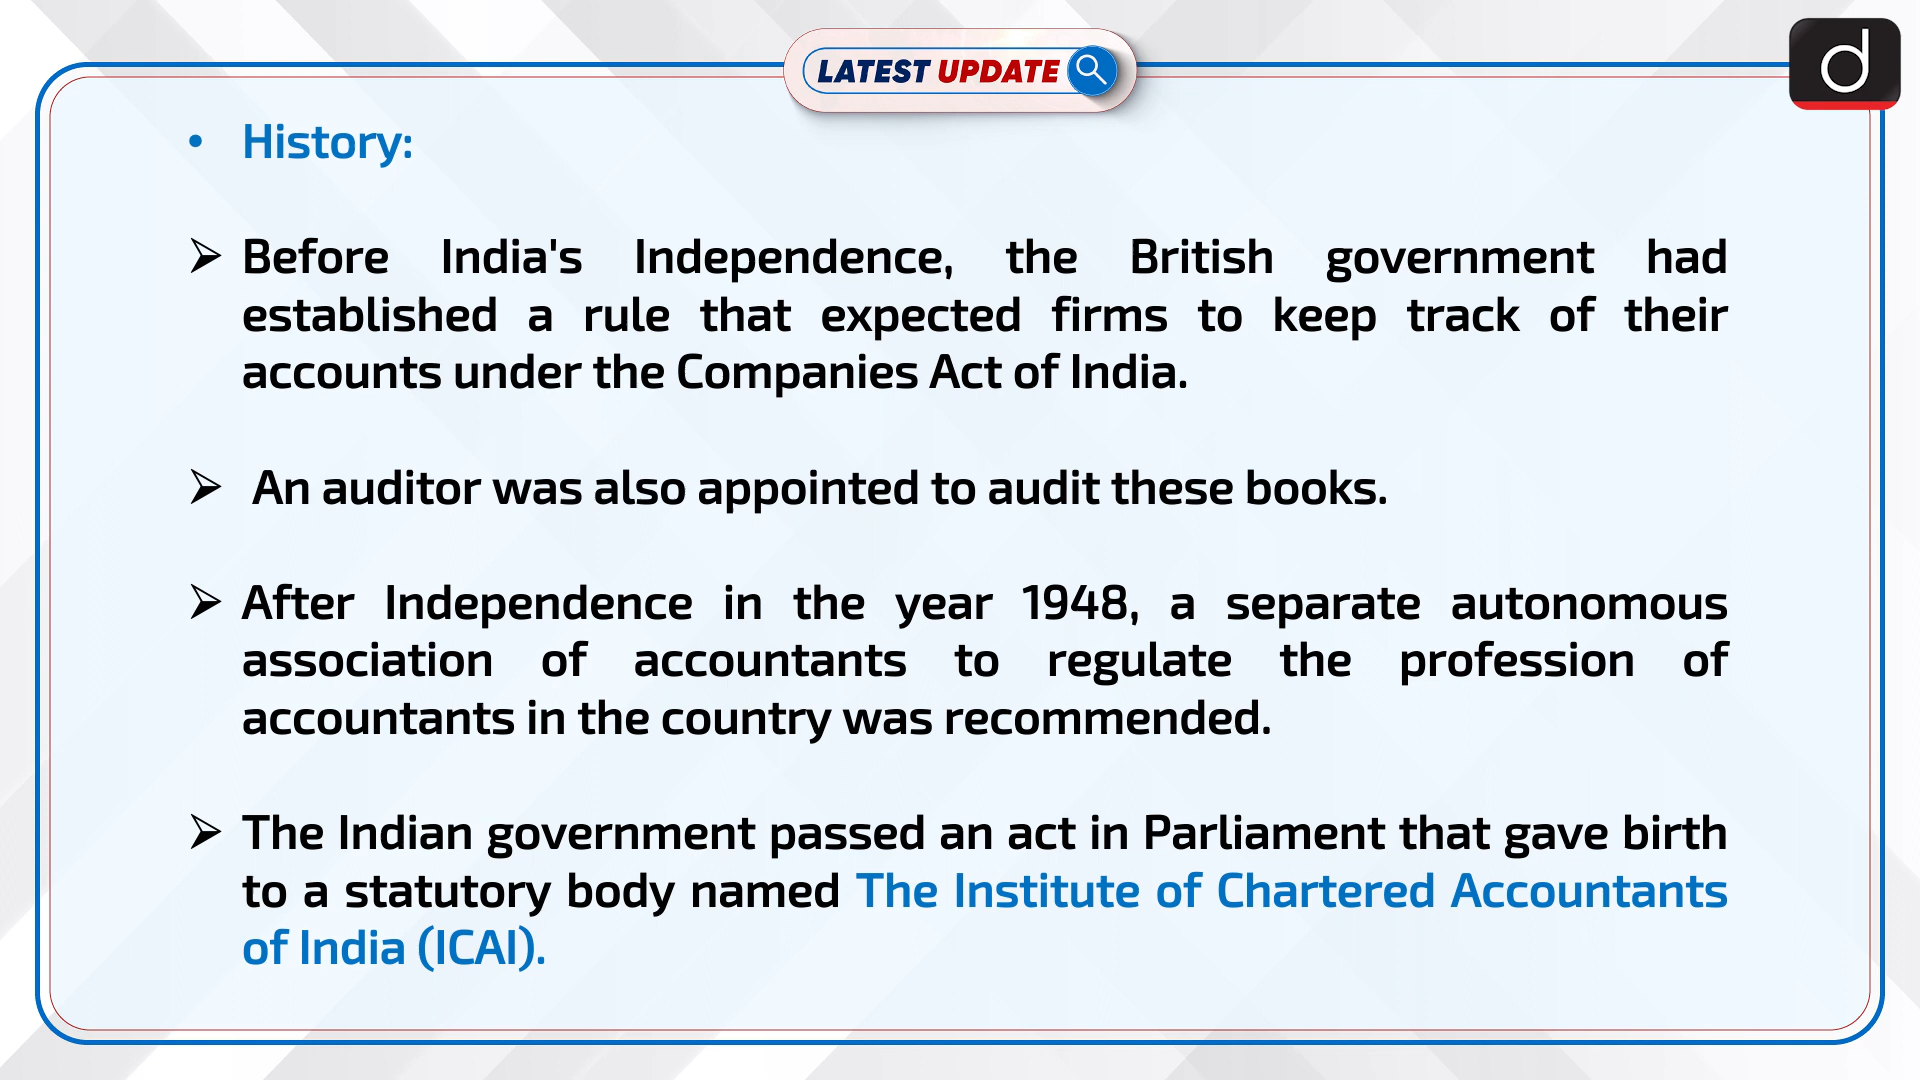 LATEST UPDATE
d
• History:
➢ Before India's Independence, the British government had
established a rule that expected firms to keep track of their
accounts under the Companies Act of India.
➢ An auditor was also appointed to audit these books.
➢ After Independence in the year 1948, a separate autonomous
association of accountants to regulate the profession of
accountants in the country was recommended.
➢ The Indian government passed an act in Parliament that gave birth
to a statutory body named The Institute of Chartered Accountants
of India (ICAI).